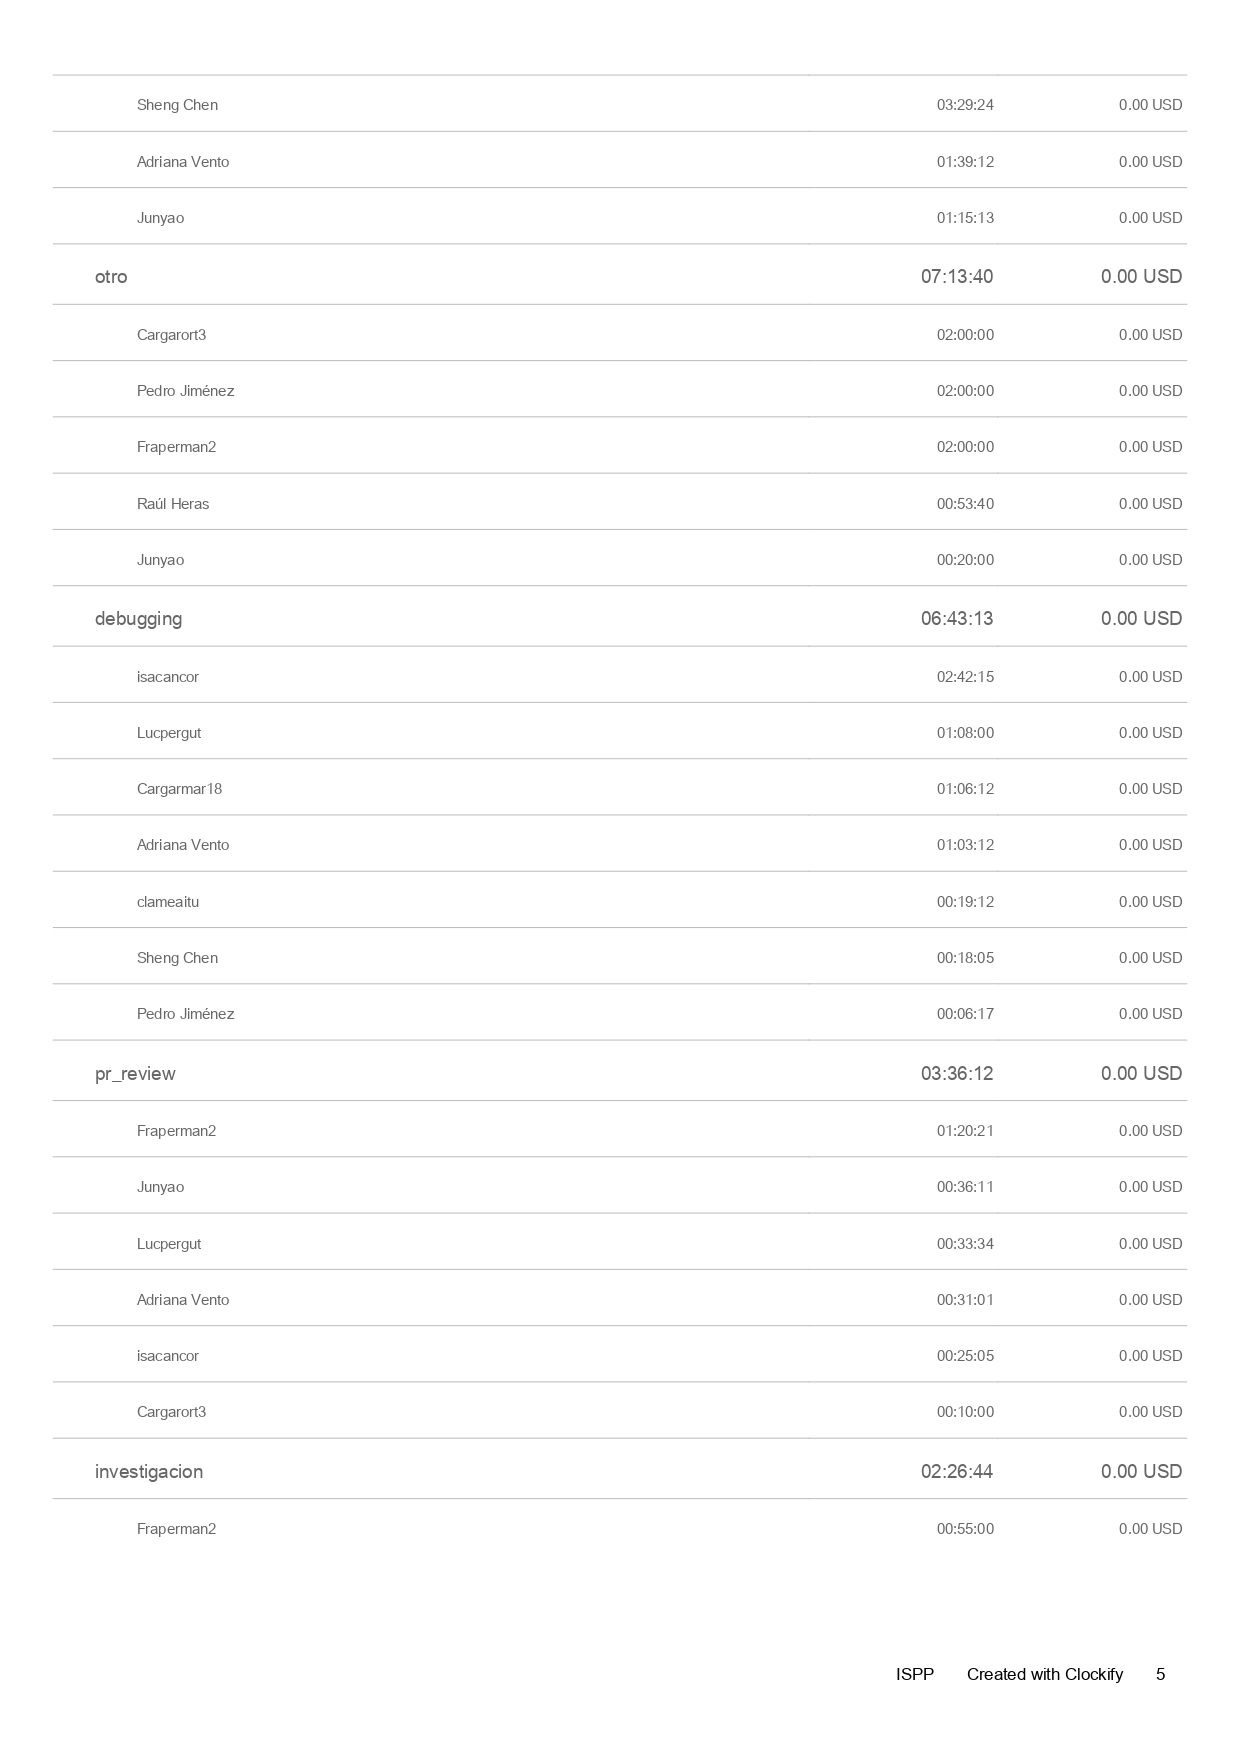 Sheng Chen 03:29:24 0.00 USD
Adriana Vento 01:39:12 0.00 USD
Junyao 01:15:13 0.00 USD
otro 07:13:40 0.00 USD
Cargarort3 02:00:00 0.00 USD
Pedro Jiménez 02:00:00 0.00 USD
Fraperman2 02:00:00 0.00 USD
Raúl Heras 00:53:40 0.00 USD
Junyao 00:20:00 0.00 USD
debugging 06:43:13 0.00 USD
isacancor 02:42:15 0.00 USD
Lucpergut 01:08:00 0.00 USD
Cargarmar18 01:06:12 0.00 USD
Adriana Vento 01:03:12 0.00 USD
clameaitu 00:19:12 0.00 USD
Sheng Chen 00:18:05 0.00 USD
Pedro Jiménez 00:06:17 0.00 USD
pr_review 03:36:12 0.00 USD
Fraperman2 01:20:21 0.00 USD
Junyao 00:36:11 0.00 USD
Lucpergut 00:33:34 0.00 USD
Adriana Vento 00:31:01 0.00 USD
isacancor 00:25:05 0.00 USD
Cargarort3 00:10:00 0.00 USD
investigacion 02:26:44 0.00 USD
Fraperman2 00:55:00 0.00 USD
ISPP Created with Clockify 5